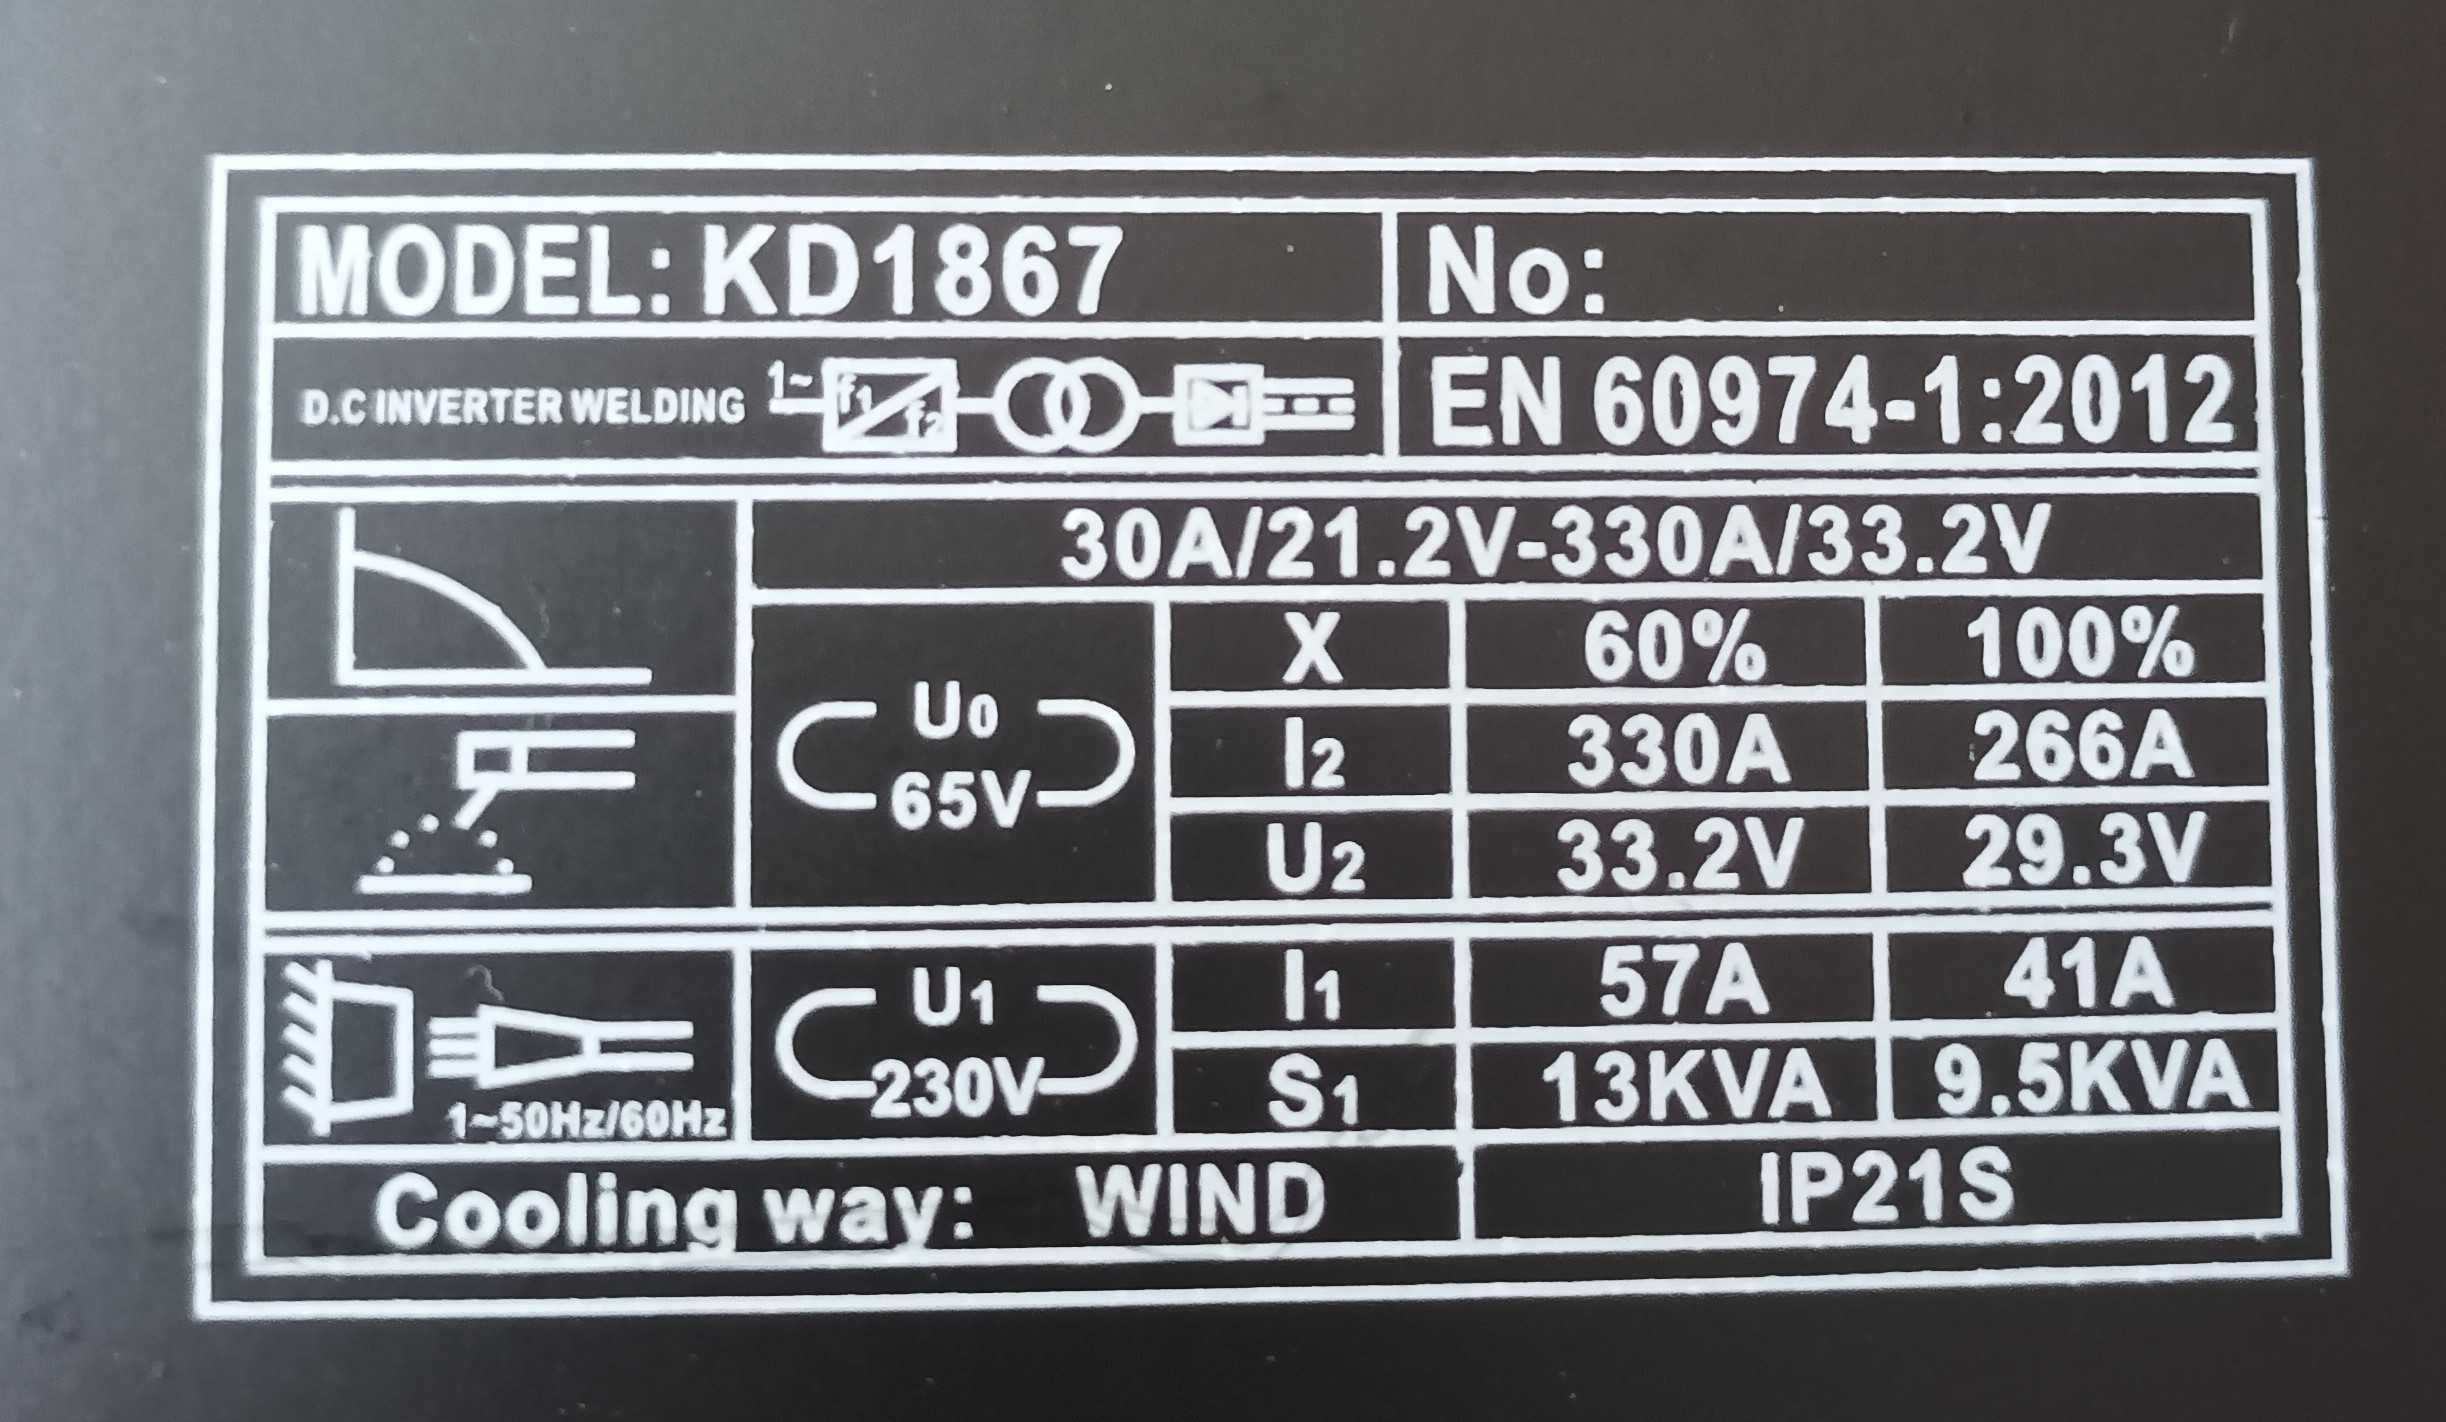 MODEL: KD1867 No:
D.C INVERTER WELDING 1~ f1 f2 EN 60974-1:2012
30A/21.2V-330A/33.2V
X 60% 100%
U0 65V I2 330A 266A
U2 33.2V 29.3V
U1 230V I1 57A 41A
1~50Hz/60Hz S1 13KVA 9.5KVA
Cooling way: WIND IP21S